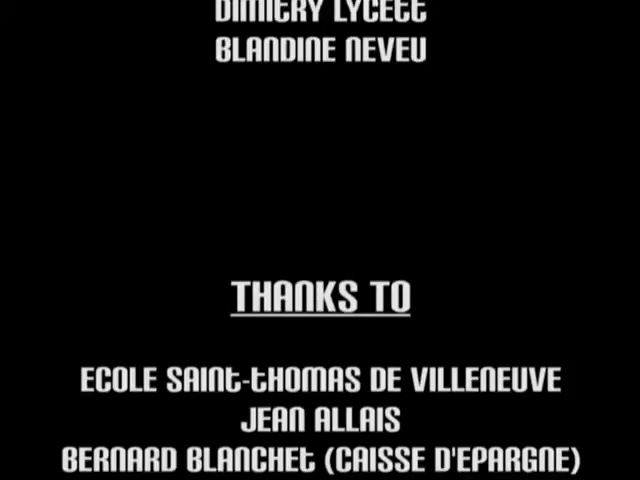 DIMITRY LYCETT
BLANDINE NEVEU
THANKS TO
ECOLE SAINT-THOMAS DE VILLENEUVE
JEAN ALLAIS
BERNARD BLANCHET (CAISSE D'EPARGNE)